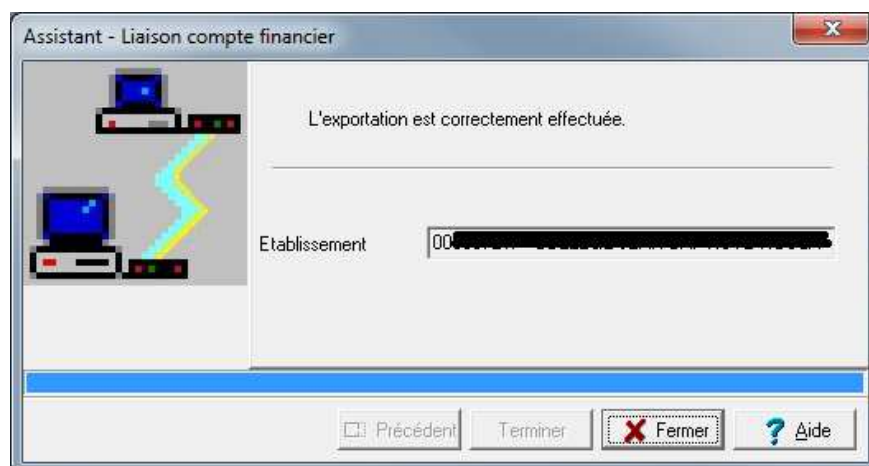 Assistant - Liaison compte financier
L'exportation est correctement effectuée.
Etablissement
00
Précédent
Terminer
Fermer
Aide